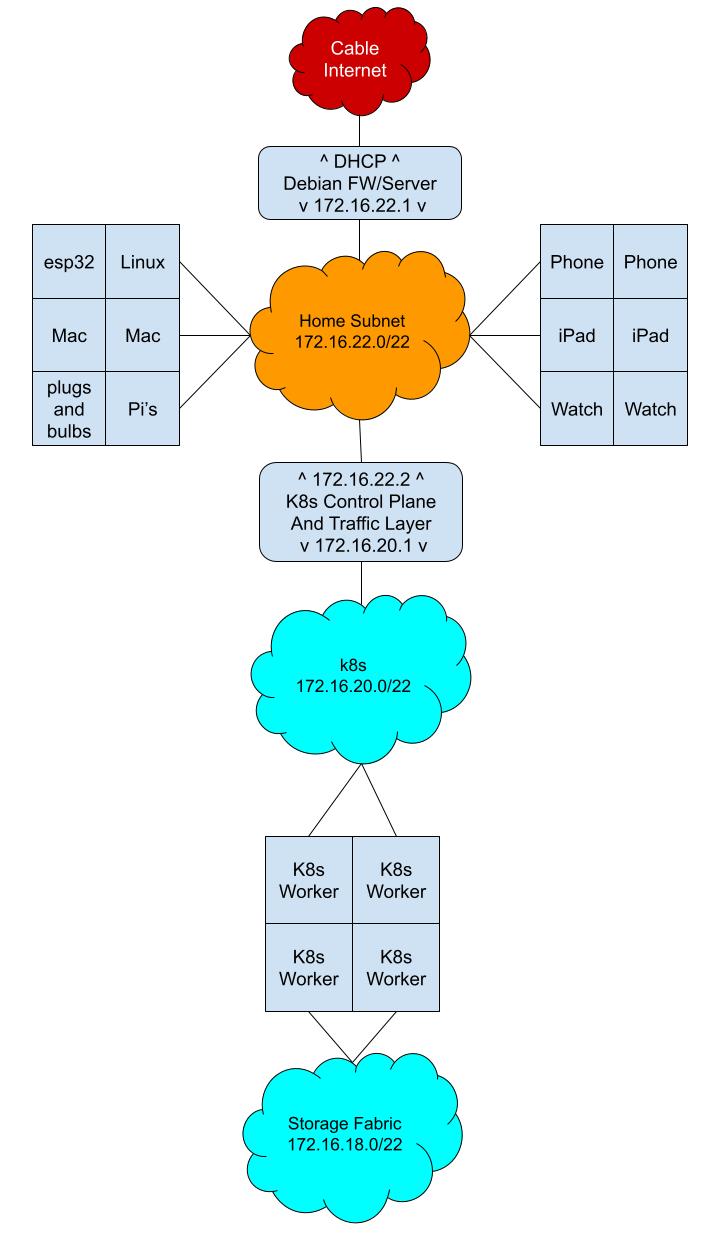 Cable
Internet
^ DHCP ^
Debian FW/Server
v 172.16.22.1 v
esp32
Linux
Mac
Mac
plugs
and
bulbs
Pi's
Home Subnet
172.16.22.0/22
Phone
Phone
iPad
iPad
Watch
Watch
^ 172.16.22.2 ^
K8s Control Plane
And Traffic Layer
v 172.16.20.1 v
k8s
172.16.20.0/22
K8s
Worker
K8s
Worker
K8s
Worker
K8s
Worker
Storage Fabric
172.16.18.0/22